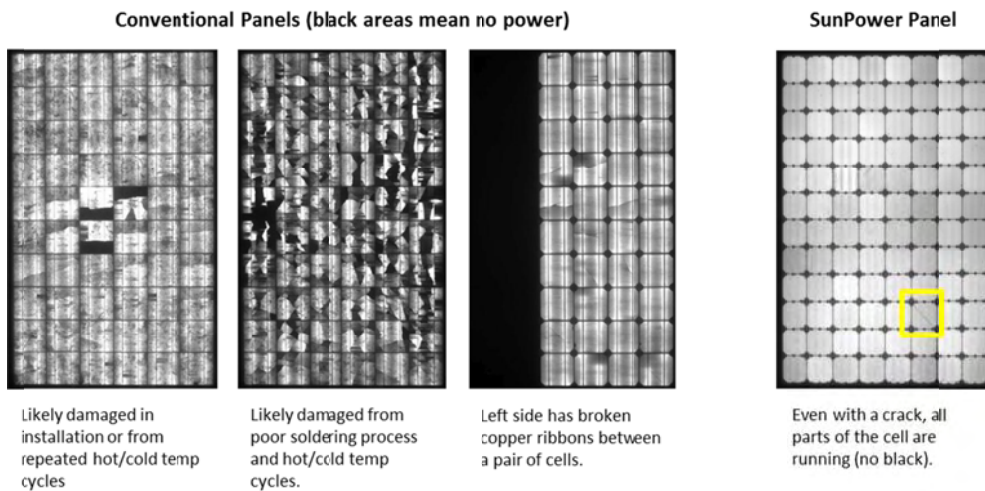 Conventional Panels (black areas mean no power)
SunPower Panel
Likely damaged in
installation or from
repeated hot/cold temp
cycles
Likely damaged from
poor soldering process
and hot/cold temp
cycles.
Left side has broken
copper ribbons between
a pair of cells.
Even with a crack, all
parts of the cell are
running (no black).